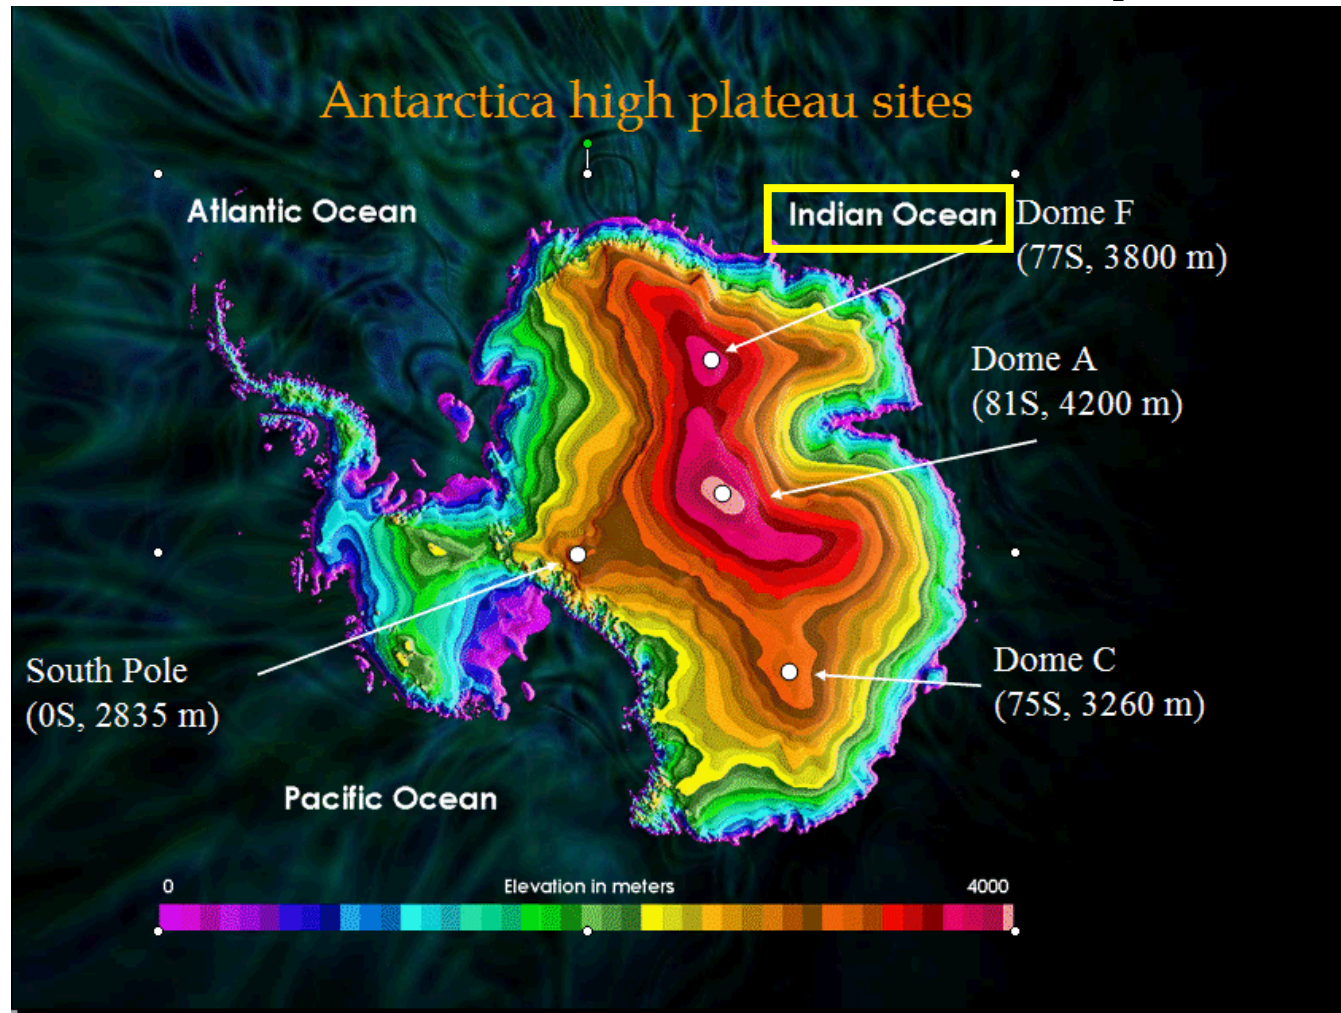 Antarctica high plateau sites
Atlantic Ocean
Indian Ocean
Dome F
(77S, 3800 m)
Dome A
(81S, 4200 m)
South Pole
(0S, 2835 m)
Dome C
(75S, 3260 m)
Pacific Ocean
0
Elevation in meters
4000